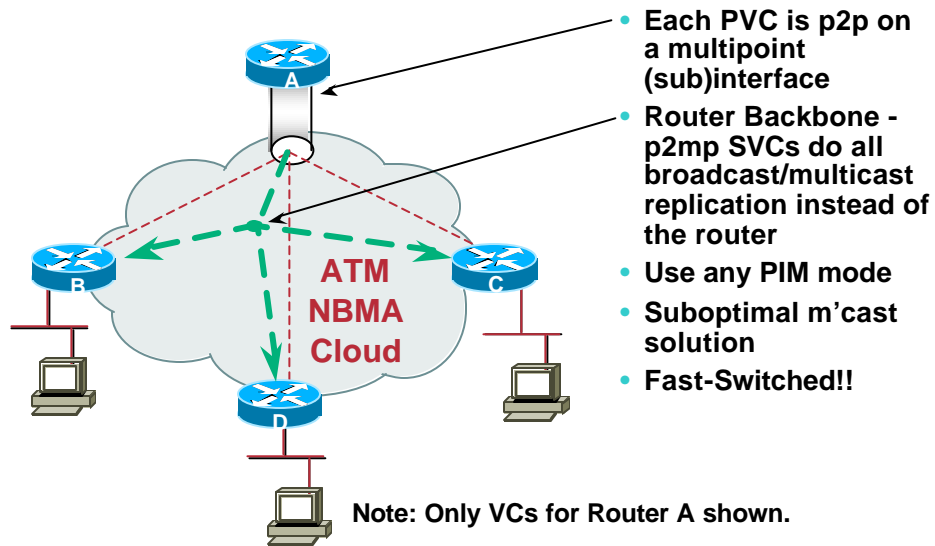 A
B
C
D
ATM
NBMA
Cloud
• Each PVC is p2p on
a multipoint
(sub)interface
• Router Backbone -
p2mp SVCs do all
broadcast/multicast
replication instead of
the router
• Use any PIM mode
• Suboptimal m'cast
solution
• Fast-Switched!!
Note: Only VCs for Router A shown.